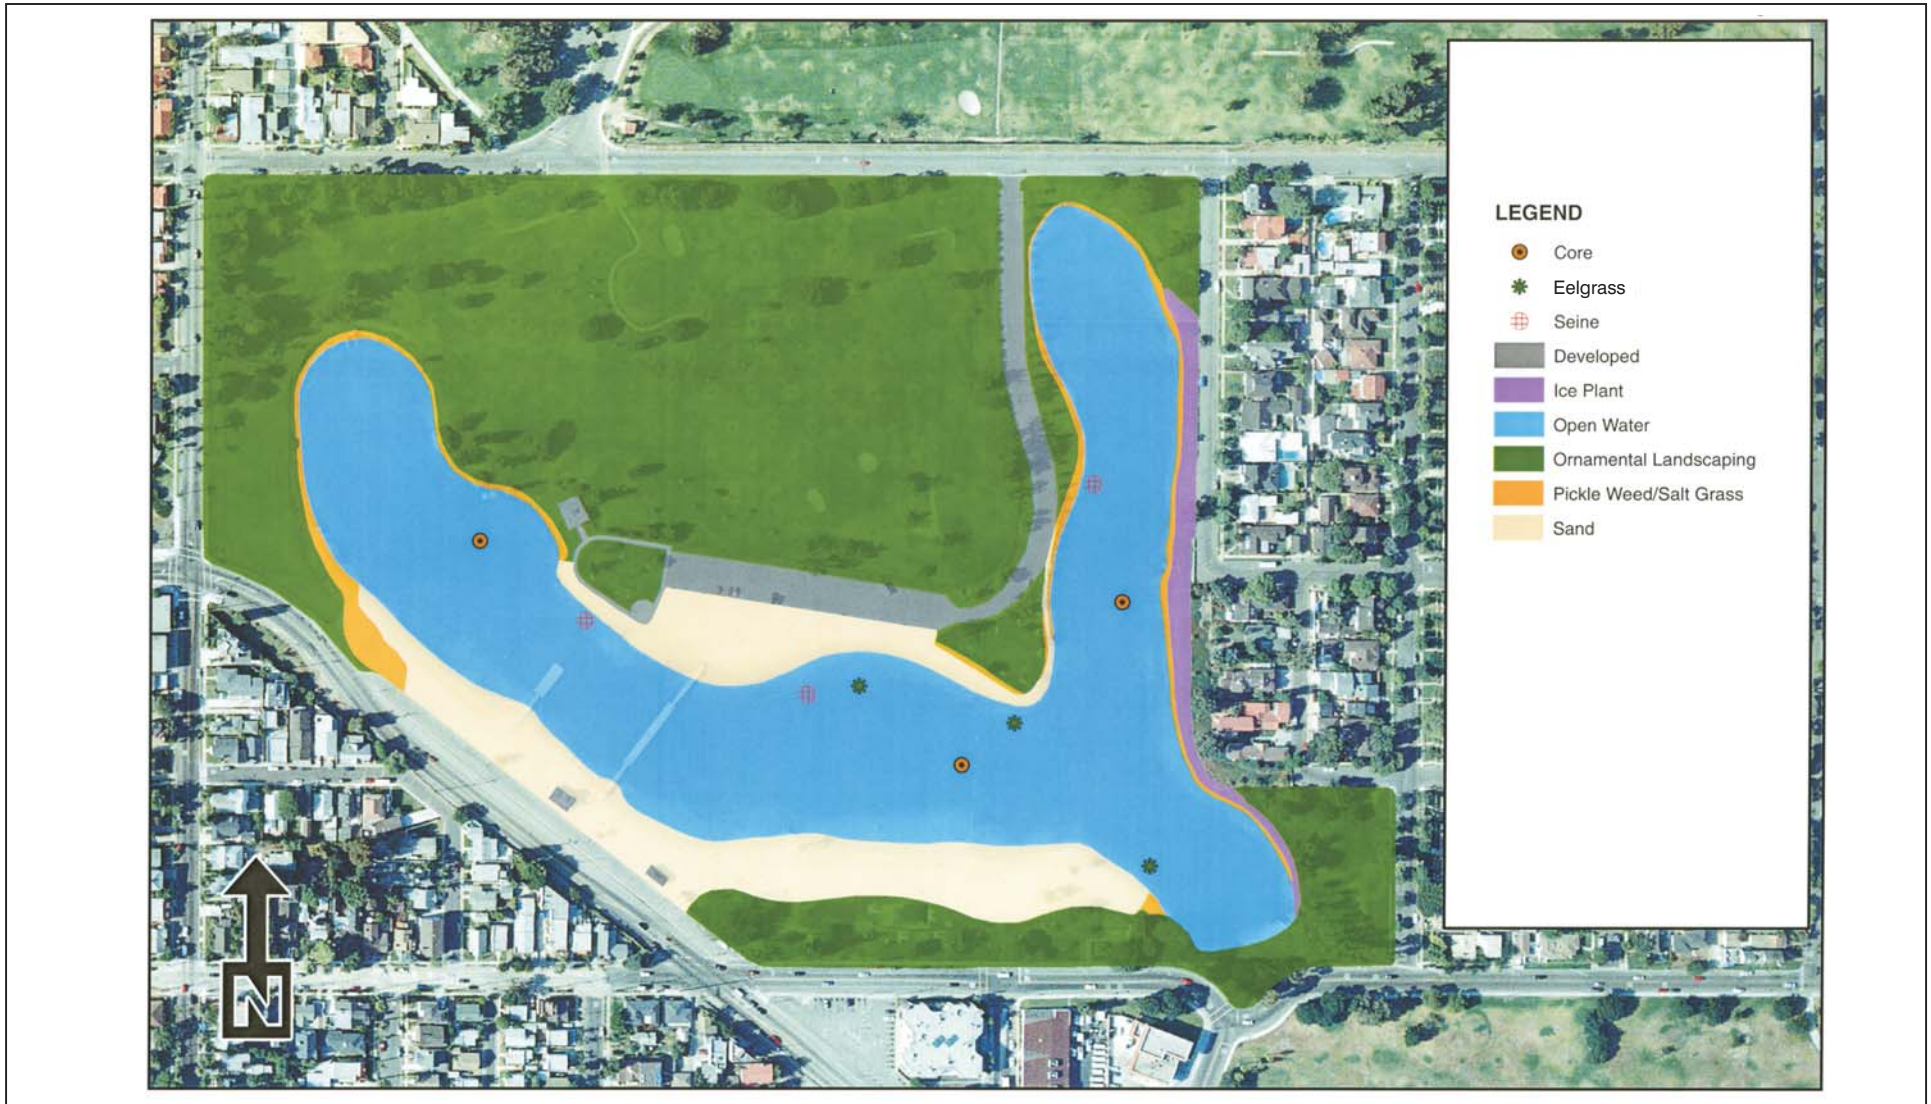 LEGEND
Core
Eelgrass
Seine
Developed
Ice Plant
Open Water
Ornamental Landscaping
Pickle Weed/Salt Grass
Sand
N